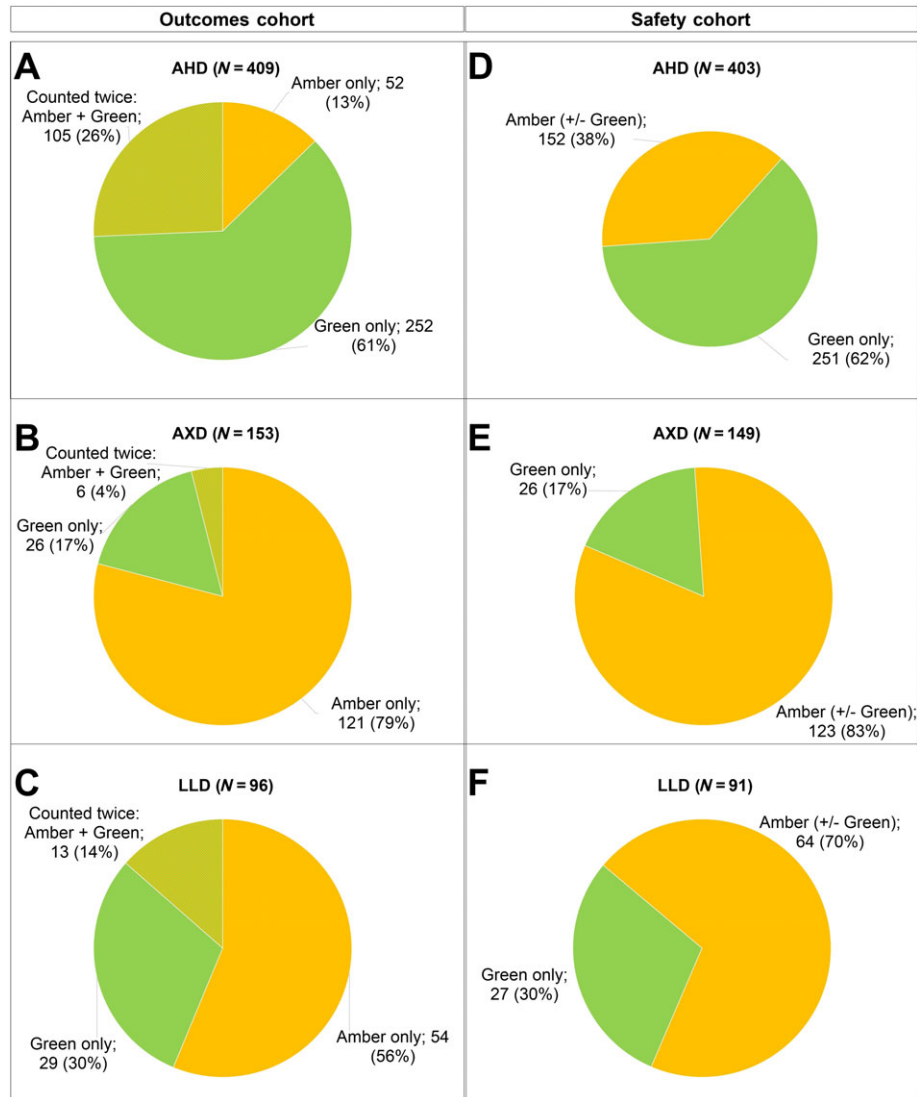 Outcomes cohort
Safety cohort
A
AHD (N = 409)
Counted twice:
Amber + Green;
105 (26%)
Amber only; 52
(13%)
Green only; 252
(61%)
D
AHD (N = 403)
Amber (+/- Green);
152 (38%)
Green only;
251 (62%)
B
AXD (N = 153)
Counted twice:
Amber + Green;
6 (4%)
Green only;
26 (17%)
Amber only;
121 (79%)
E
AXD (N = 149)
Green only;
26 (17%)
Amber (+/- Green);
123 (83%)
C
LLD (N = 96)
Counted twice:
Amber + Green;
13 (14%)
Green only;
29 (30%)
Amber only; 54
(56%)
F
LLD (N = 91)
Amber (+/- Green);
64 (70%)
Green only;
27 (30%)